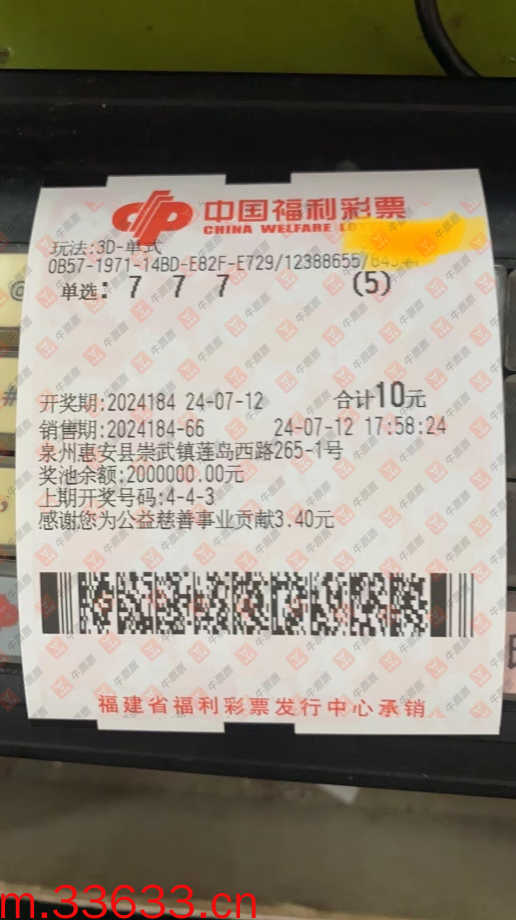 中国福利彩票
CHINA WELFARE LO
玩法:3D-单式
0B57-1971-14BD-E82F-E729/12388655/
单选: 7 7 7 (5)
开奖期:2024184 24-07-12 合计10元
销售期:2024184-66 24-07-12 17:58:24
泉州惠安县崇武镇莲岛西路265-1号
奖池余额:2000000.00元
上期开奖号码:4-4-3
感谢您为公益慈善事业贡献3.40元
福建省福利彩票发行中心承销
m.33633.cn